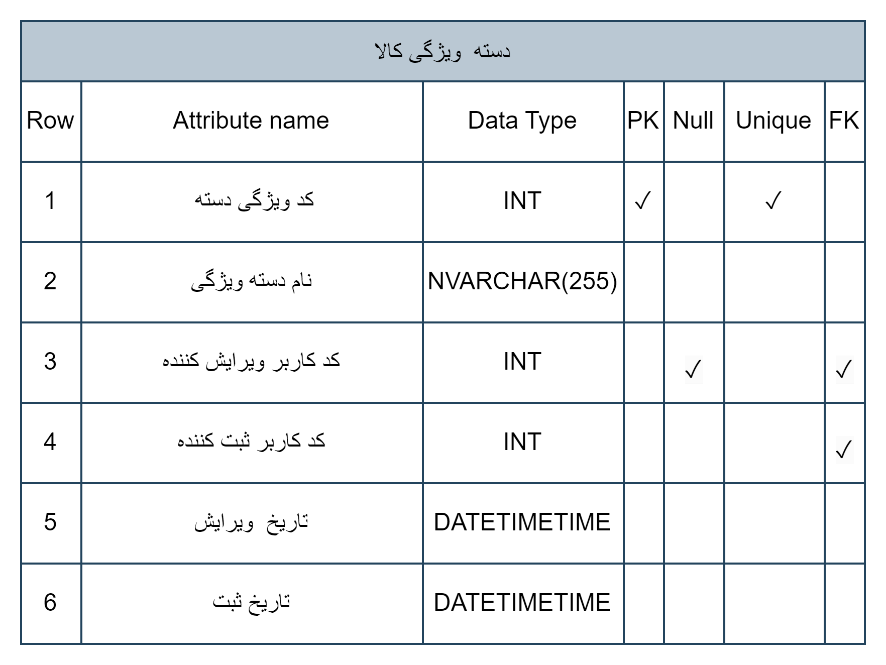 دسته ویژگی کالا
Row Attribute name Data Type PK Null Unique FK
1 کد ویژگی دسته INT ✓ ✓
2 نام دسته ویژگی NVARCHAR(255)
3 کد کاربر ویرایش کننده INT ✓ ✓
4 کد کاربر ثبت کننده INT ✓
5 تاریخ ویرایش DATETIMETIME
6 تاریخ ثبت DATETIMETIME